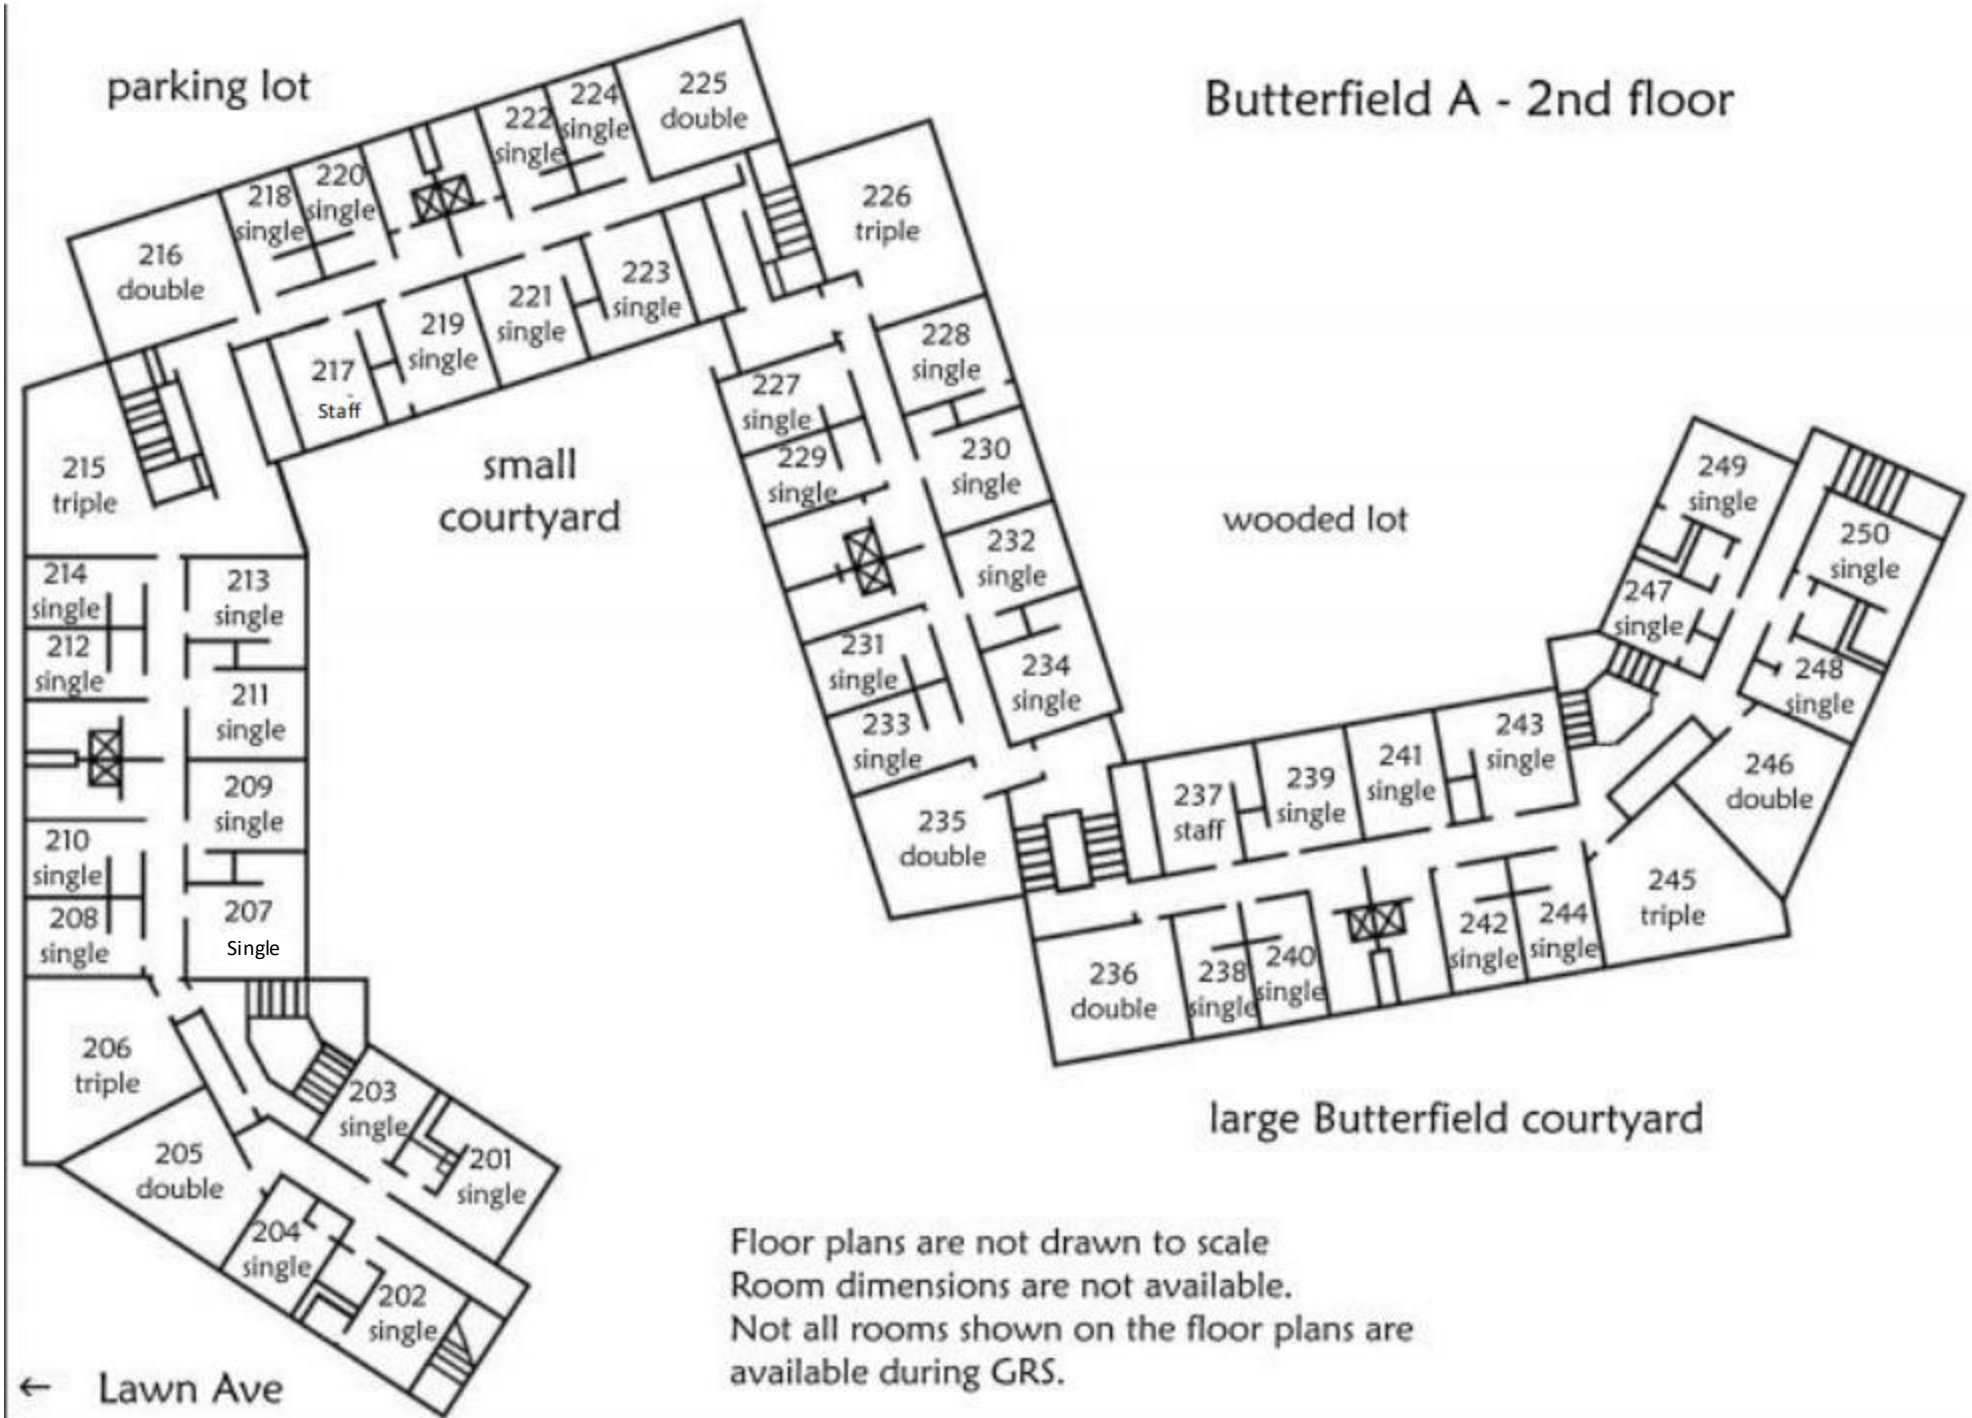 parking lot
Butterfield A - 2nd floor
225
double
224
single
222
single
220
single
218
single
216
double
226
triple
223
single
221
single
219
single
217
Staff
228
single
227
single
229
single
230
single
215
triple
small
courtyard
wooded lot
249
single
250
single
214
single
213
single
232
single
247
single
212
single
231
single
234
single
248
single
211
single
233
single
243
single
241
single
239
single
237
staff
246
double
209
single
235
double
210
single
207
Single
208
single
245
triple
244
single
242
single
240
single
238
single
236
double
206
triple
203
single
large Butterfield courtyard
205
double
201
single
204
single
202
single
Floor plans are not drawn to scale
Room dimensions are not available.
Not all rooms shown on the floor plans are
available during GRS.
← Lawn Ave